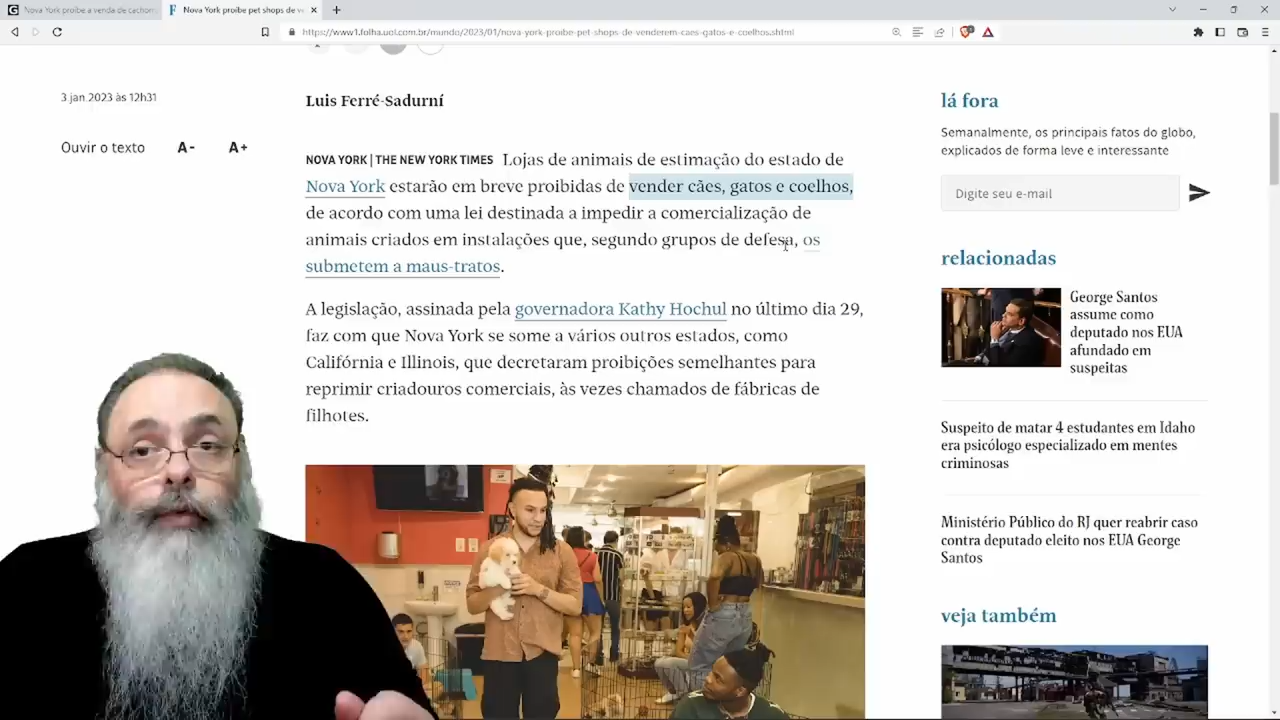 Nova York proíbe a venda de cachorr
Nova York proíbe pet shops de ve
https://www1.folha.uol.com.br/mundo/2023/01/nova-york-proibe-pet-shops-de-venderem-caes-gatos-e-coelhos.shtml
3.jan.2023 às 12h31
Ouvir o texto A- A+
Luis Ferré-Sadurní
NOVA YORK | THE NEW YORK TIMES Lojas de animais de estimação do estado de
Nova York estarão em breve proibidas de vender cães, gatos e coelhos,
de acordo com uma lei destinada a impedir a comercialização de
animais criados em instalações que, segundo grupos de defesa, os
submetem a maus-tratos.
A legislação, assinada pela governadora Kathy Hochul no último dia 29,
faz com que Nova York se some a vários outros estados, como
Califórnia e Illinois, que decretaram proibições semelhantes para
reprimir criadouros comerciais, às vezes chamados de fábricas de
filhotes.
lá fora
Semanalmente, os principais fatos do globo,
explicados de forma leve e interessante
Digite seu e-mail
relacionadas
George Santos
assume como
deputado nos EUA
afundado em
suspeitas
Suspeito de matar 4 estudantes em Idaho
era psicólogo especializado em mentes
criminosas
Ministério Público do RJ quer reabrir caso
contra deputado eleito nos EUA George
Santos
veja também